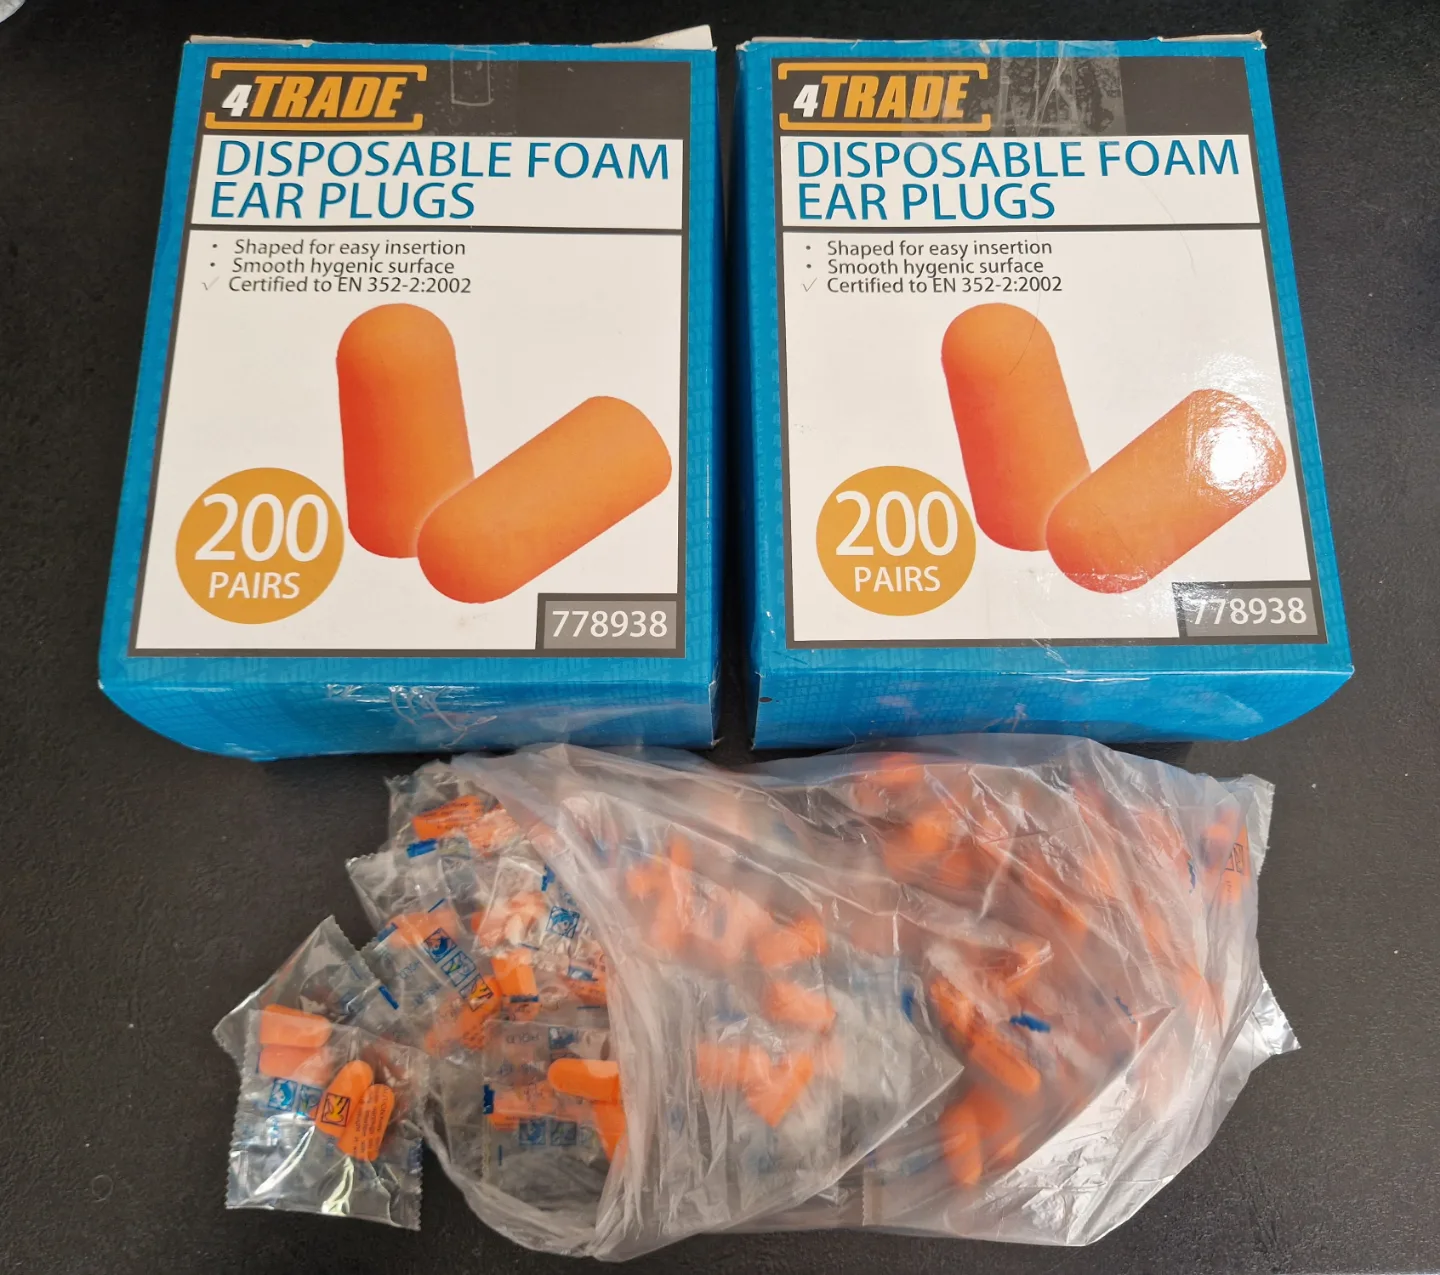 4TRADE
DISPOSABLE FOAM
EAR PLUGS
• Shaped for easy insertion
• Smooth hygenic surface
✓ Certified to EN 352-2:2002
200
PAIRS
778938
4TRADE
DISPOSABLE FOAM
EAR PLUGS
• Shaped for easy insertion
• Smooth hygenic surface
✓ Certified to EN 352-2:2002
200
PAIRS
778938